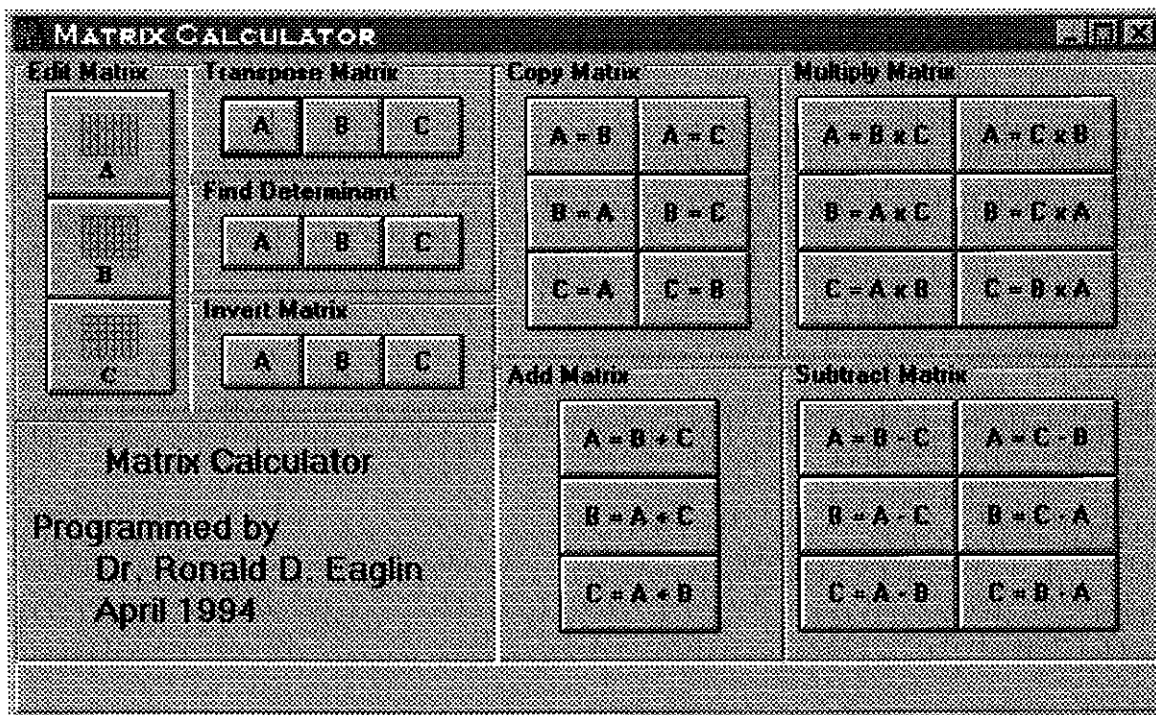 MATRIX CALCULATOR
Edit Matrix
A
B
C
Transpose Matrix
A B C
Find Determinant
A B C
Invert Matrix
A B C
Copy Matrix
A = B A = C
B = A B = C
C = A C = B
Multiply Matrix
A = B x C A = C x B
B = A x C B = C x A
C = A x B C = B x A
Add Matrix
A = B + C
B = A + C
C = A + B
Subtract Matrix
A = B - C A = C - B
B = A - C B = C - A
C = A - B C = B - A
Matrix Calculator
Programmed by
Dr. Ronald D. Eaglin
April 1994